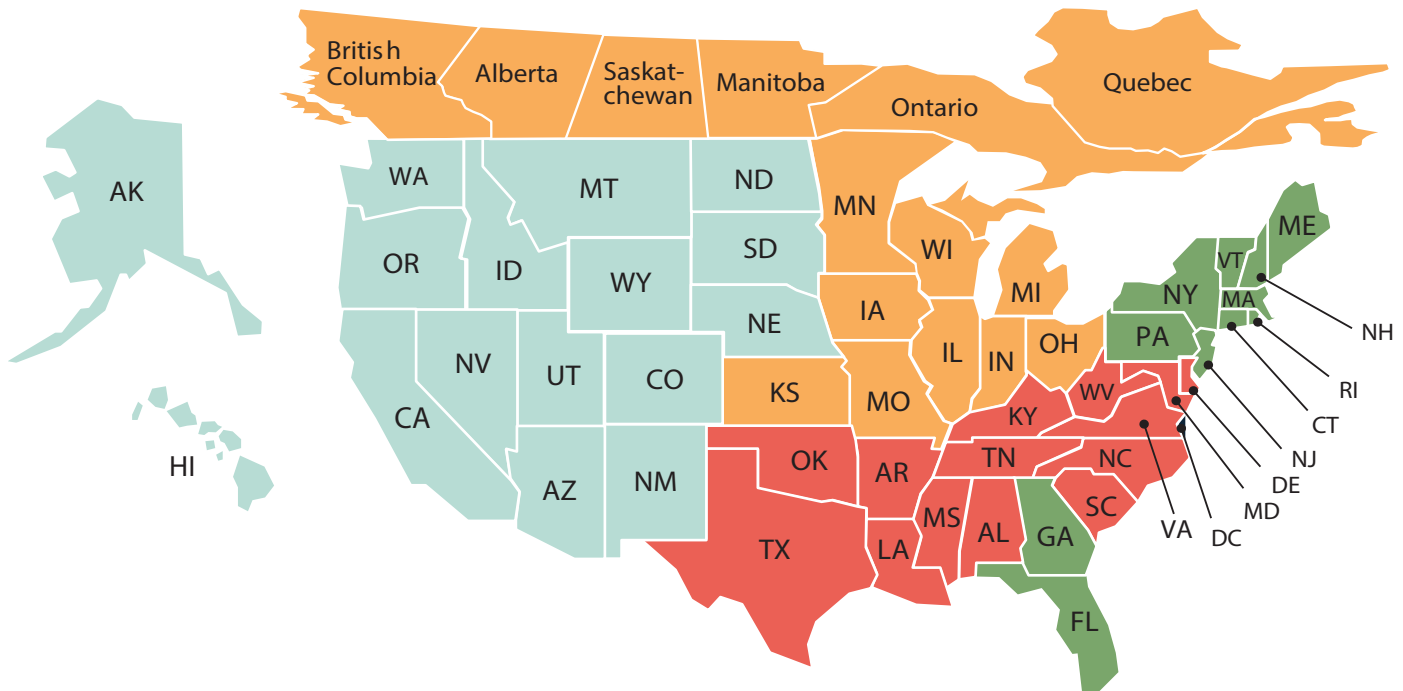 British
Columbia
Alberta
Saskat-
chewan
Manitoba
Ontario
Quebec
AK
WA
MT
ND
MN
OR
ID
WY
SD
WI
MI
ME
VT
NY
MA
NH
NE
IA
PA
RI
NV
UT
CO
KS
MO
IL
IN
OH
WV
KY
CT
CA
HI
AZ
NM
OK
AR
TN
NC
NJ
DE
MD
VA
DC
TX
LA
MS
AL
GA
SC
FL